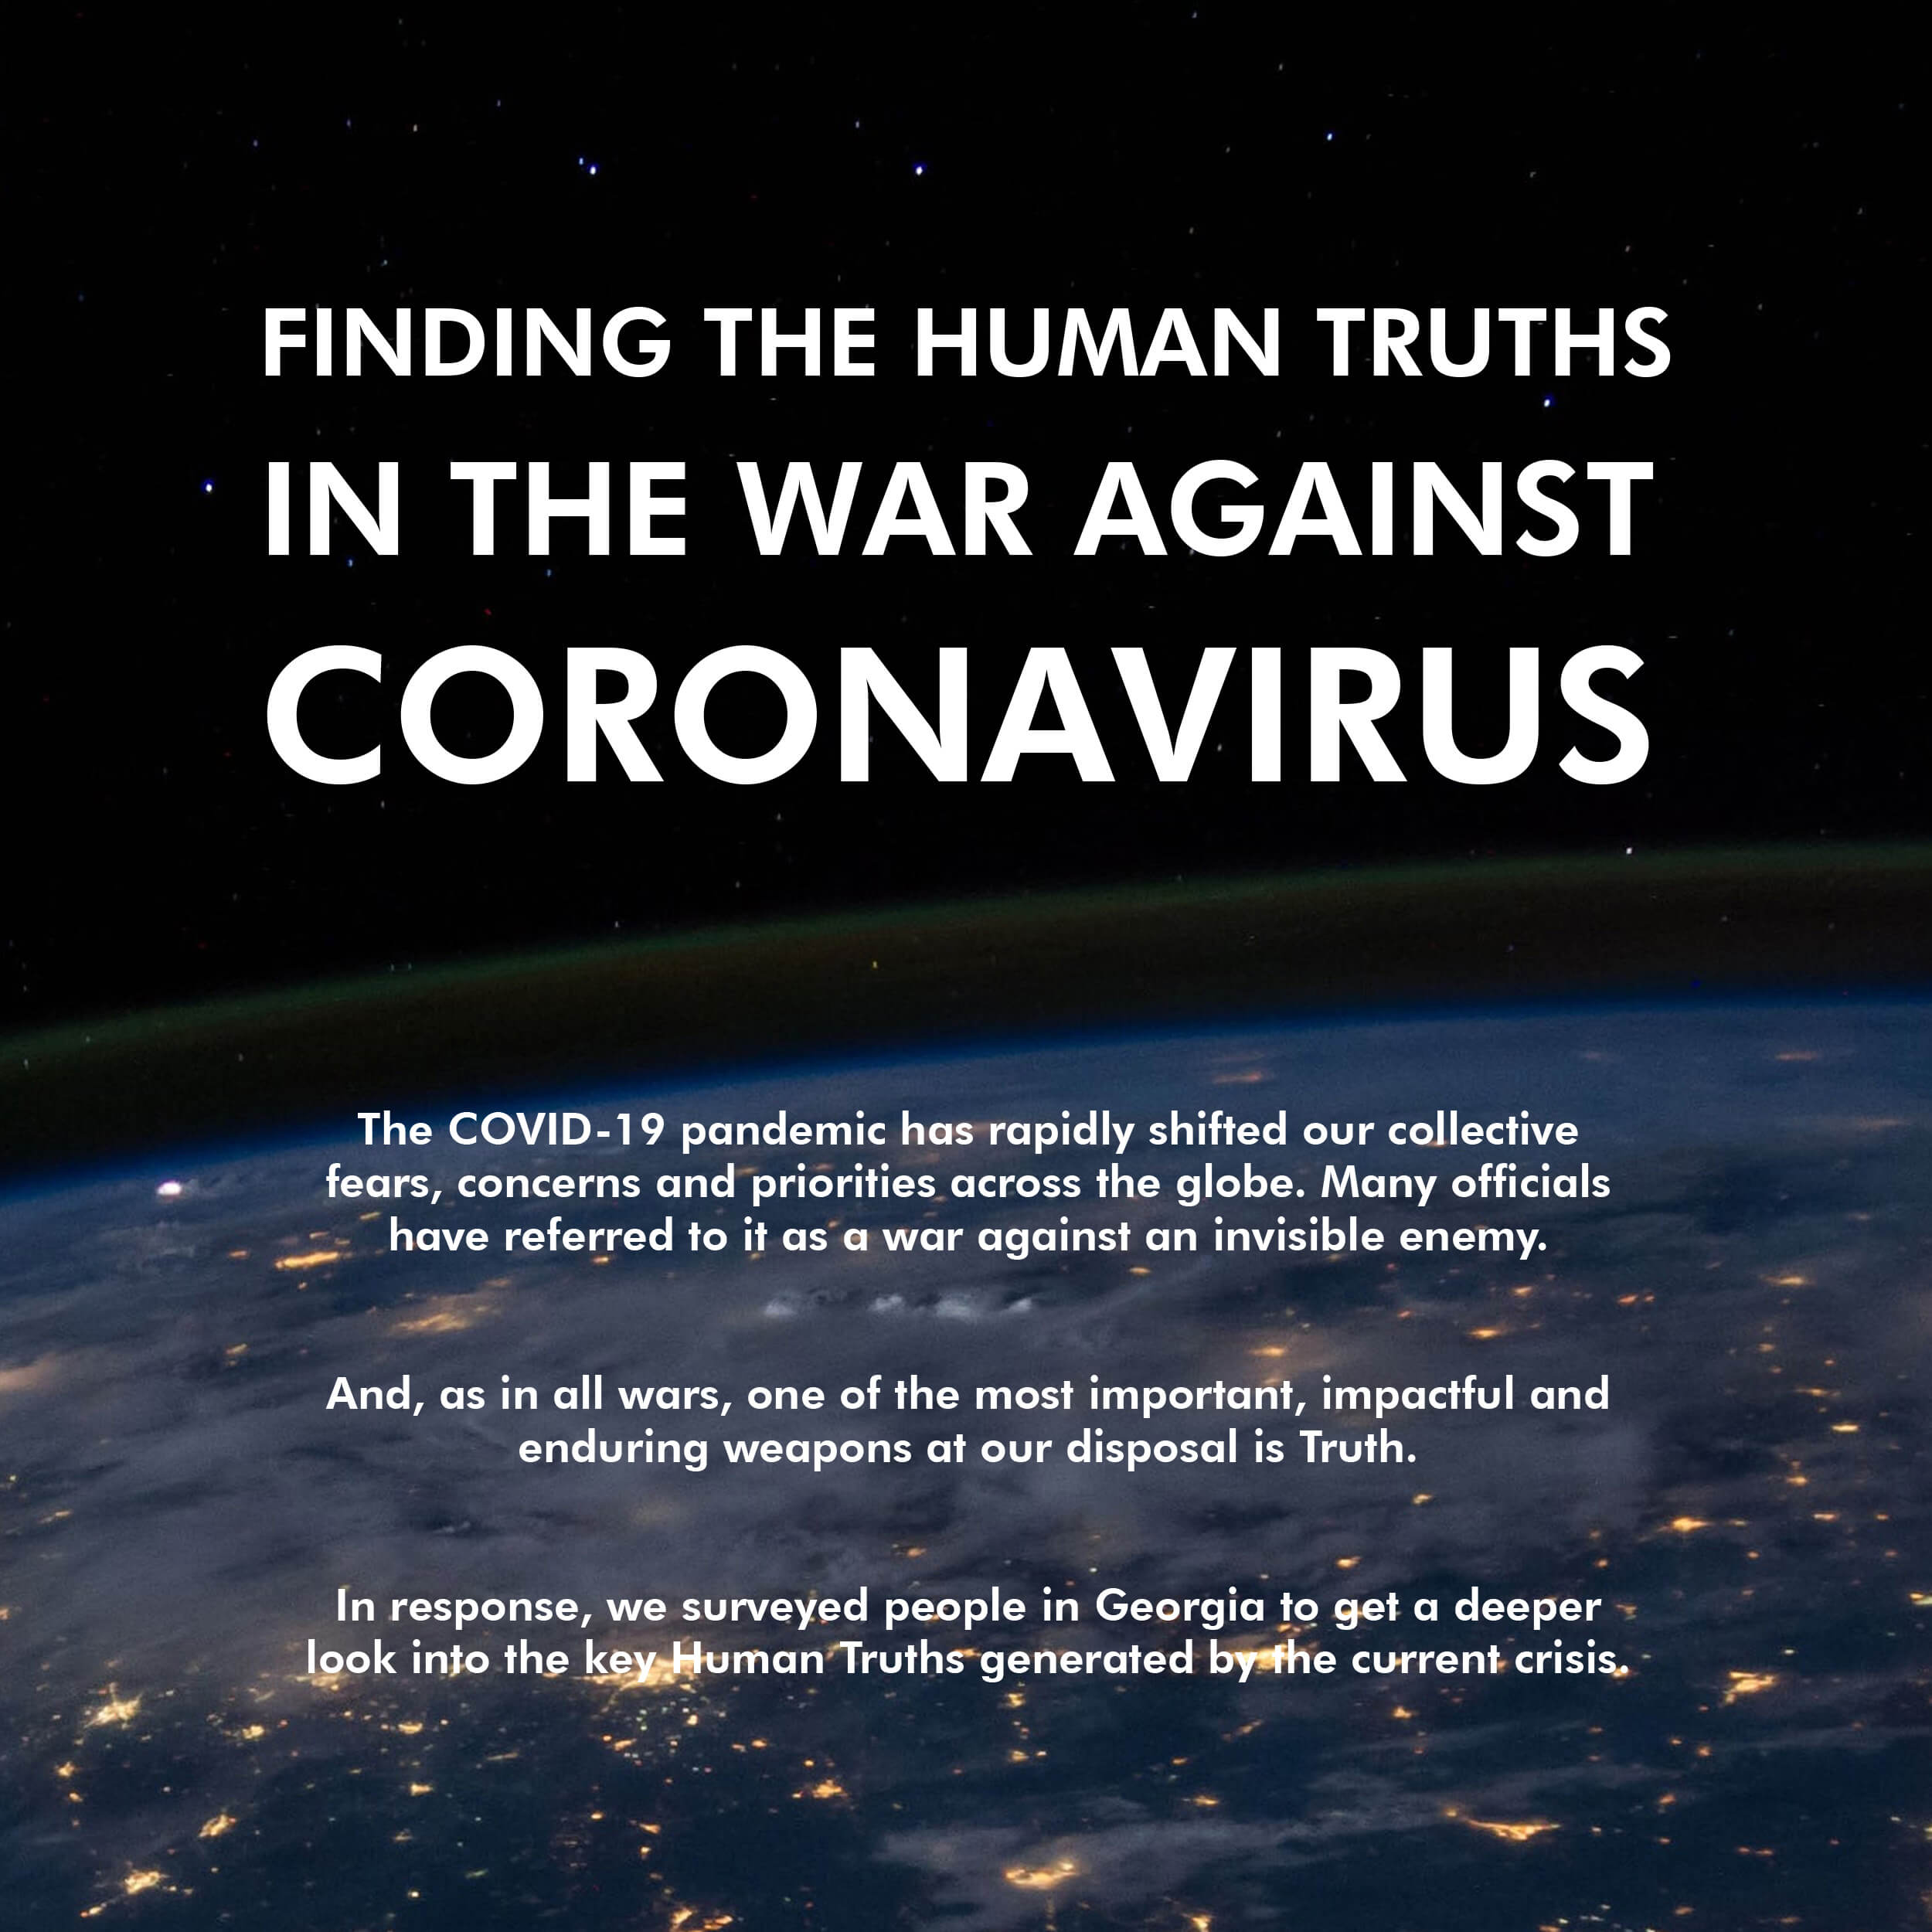 FINDING THE HUMAN TRUTHS
IN THE WAR AGAINST
CORONAVIRUS
The COVID-19 pandemic has rapidly shifted our collective
fears, concerns and priorities across the globe. Many officials
have referred to it as a war against an invisible enemy.
And, as in all wars, one of the most important, impactful and
enduring weapons at our disposal is Truth.
In response, we surveyed people in Georgia to get a deeper
look into the key Human Truths generated by the current crisis.